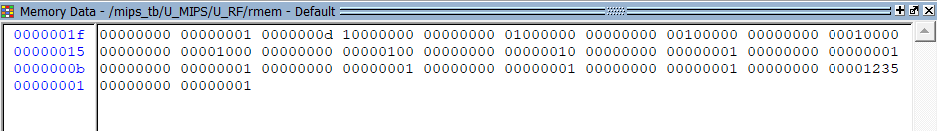 Memory Data - /mips_tb/U_MIPS/U_RF/rmem - Default
0000001f 00000000 00000001 0000000d 10000000 00000000 01000000 00000000 00100000 00000000 00010000
00000015 00000000 00001000 00000000 00000100 00000000 00000010 00000000 00000001 00000000 00000001
0000000b 00000000 00000001 00000000 00000001 00000000 00000001 00000000 00000001 00000000 00001235
00000001 00000000 00000001